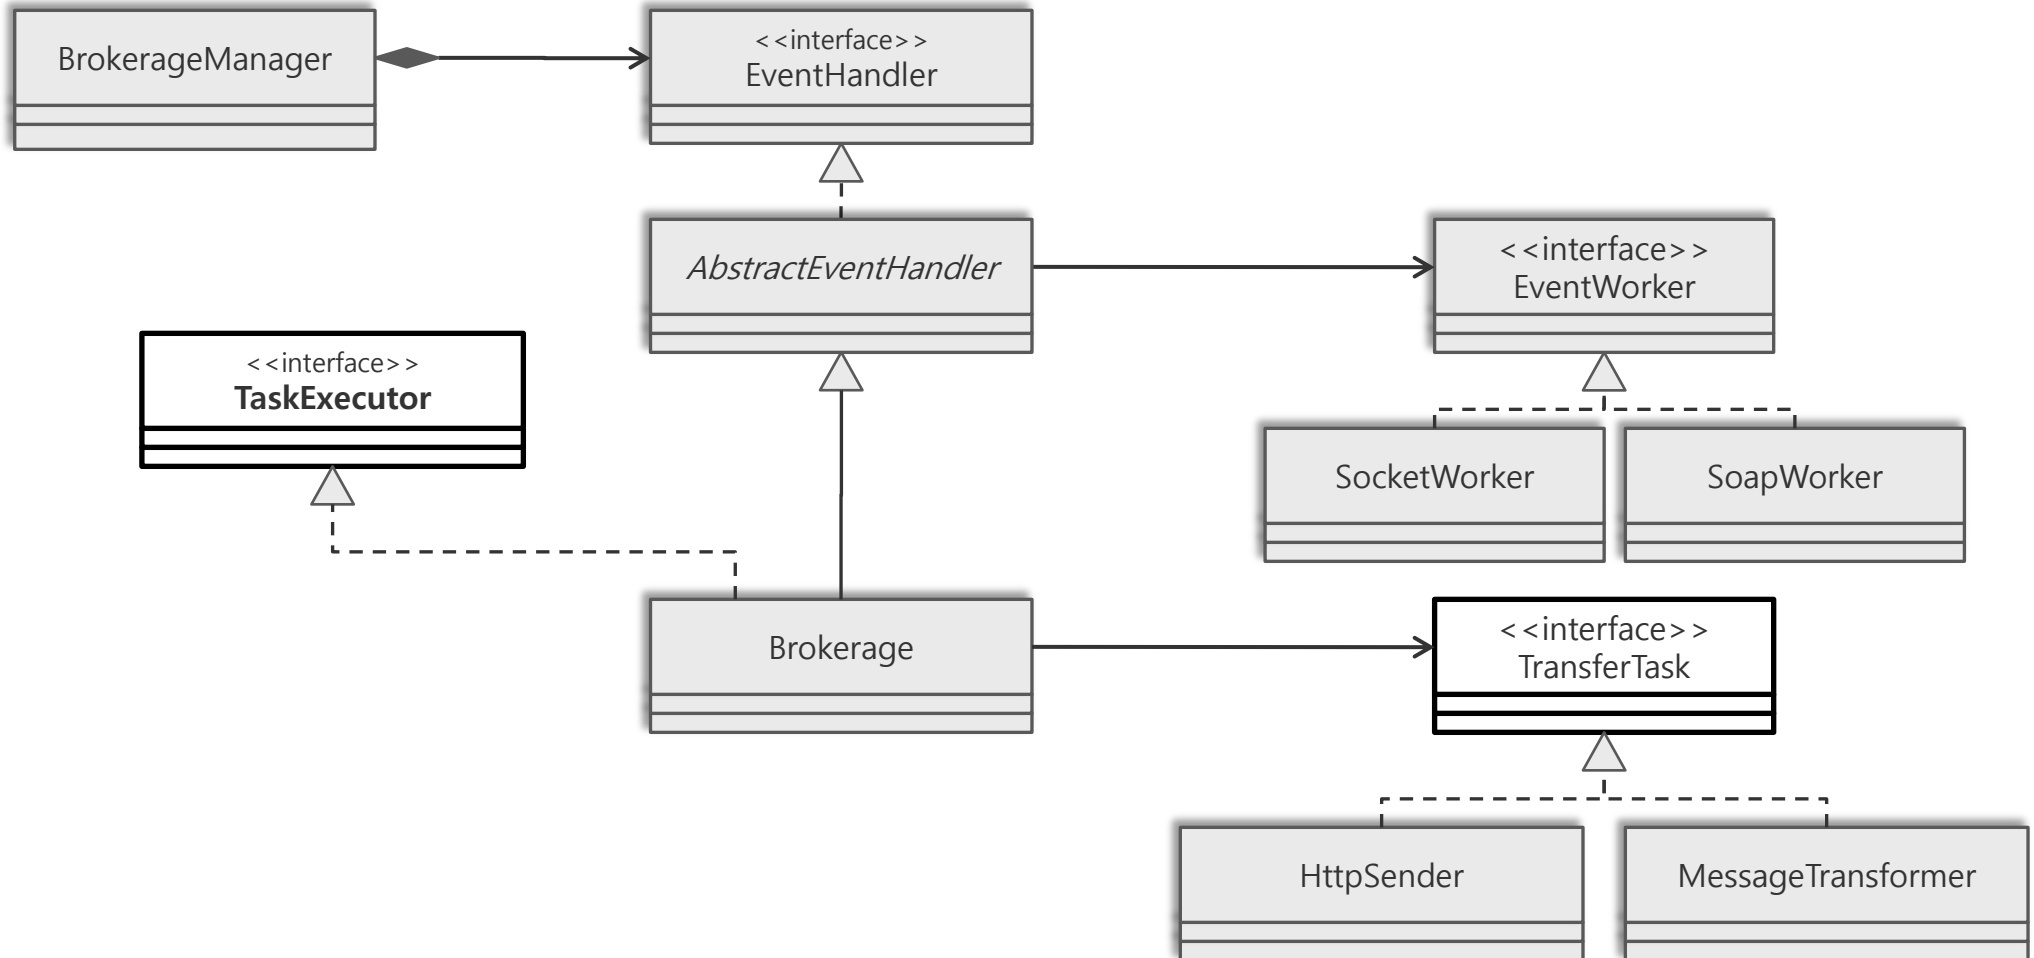 BrokerageManager
<<interface>>
EventHandler
AbstractEventHandler
<<interface>>
EventWorker
<<interface>>
TaskExecutor
SocketWorker
SoapWorker
Brokerage
<<interface>>
TransferTask
HttpSender
MessageTransformer